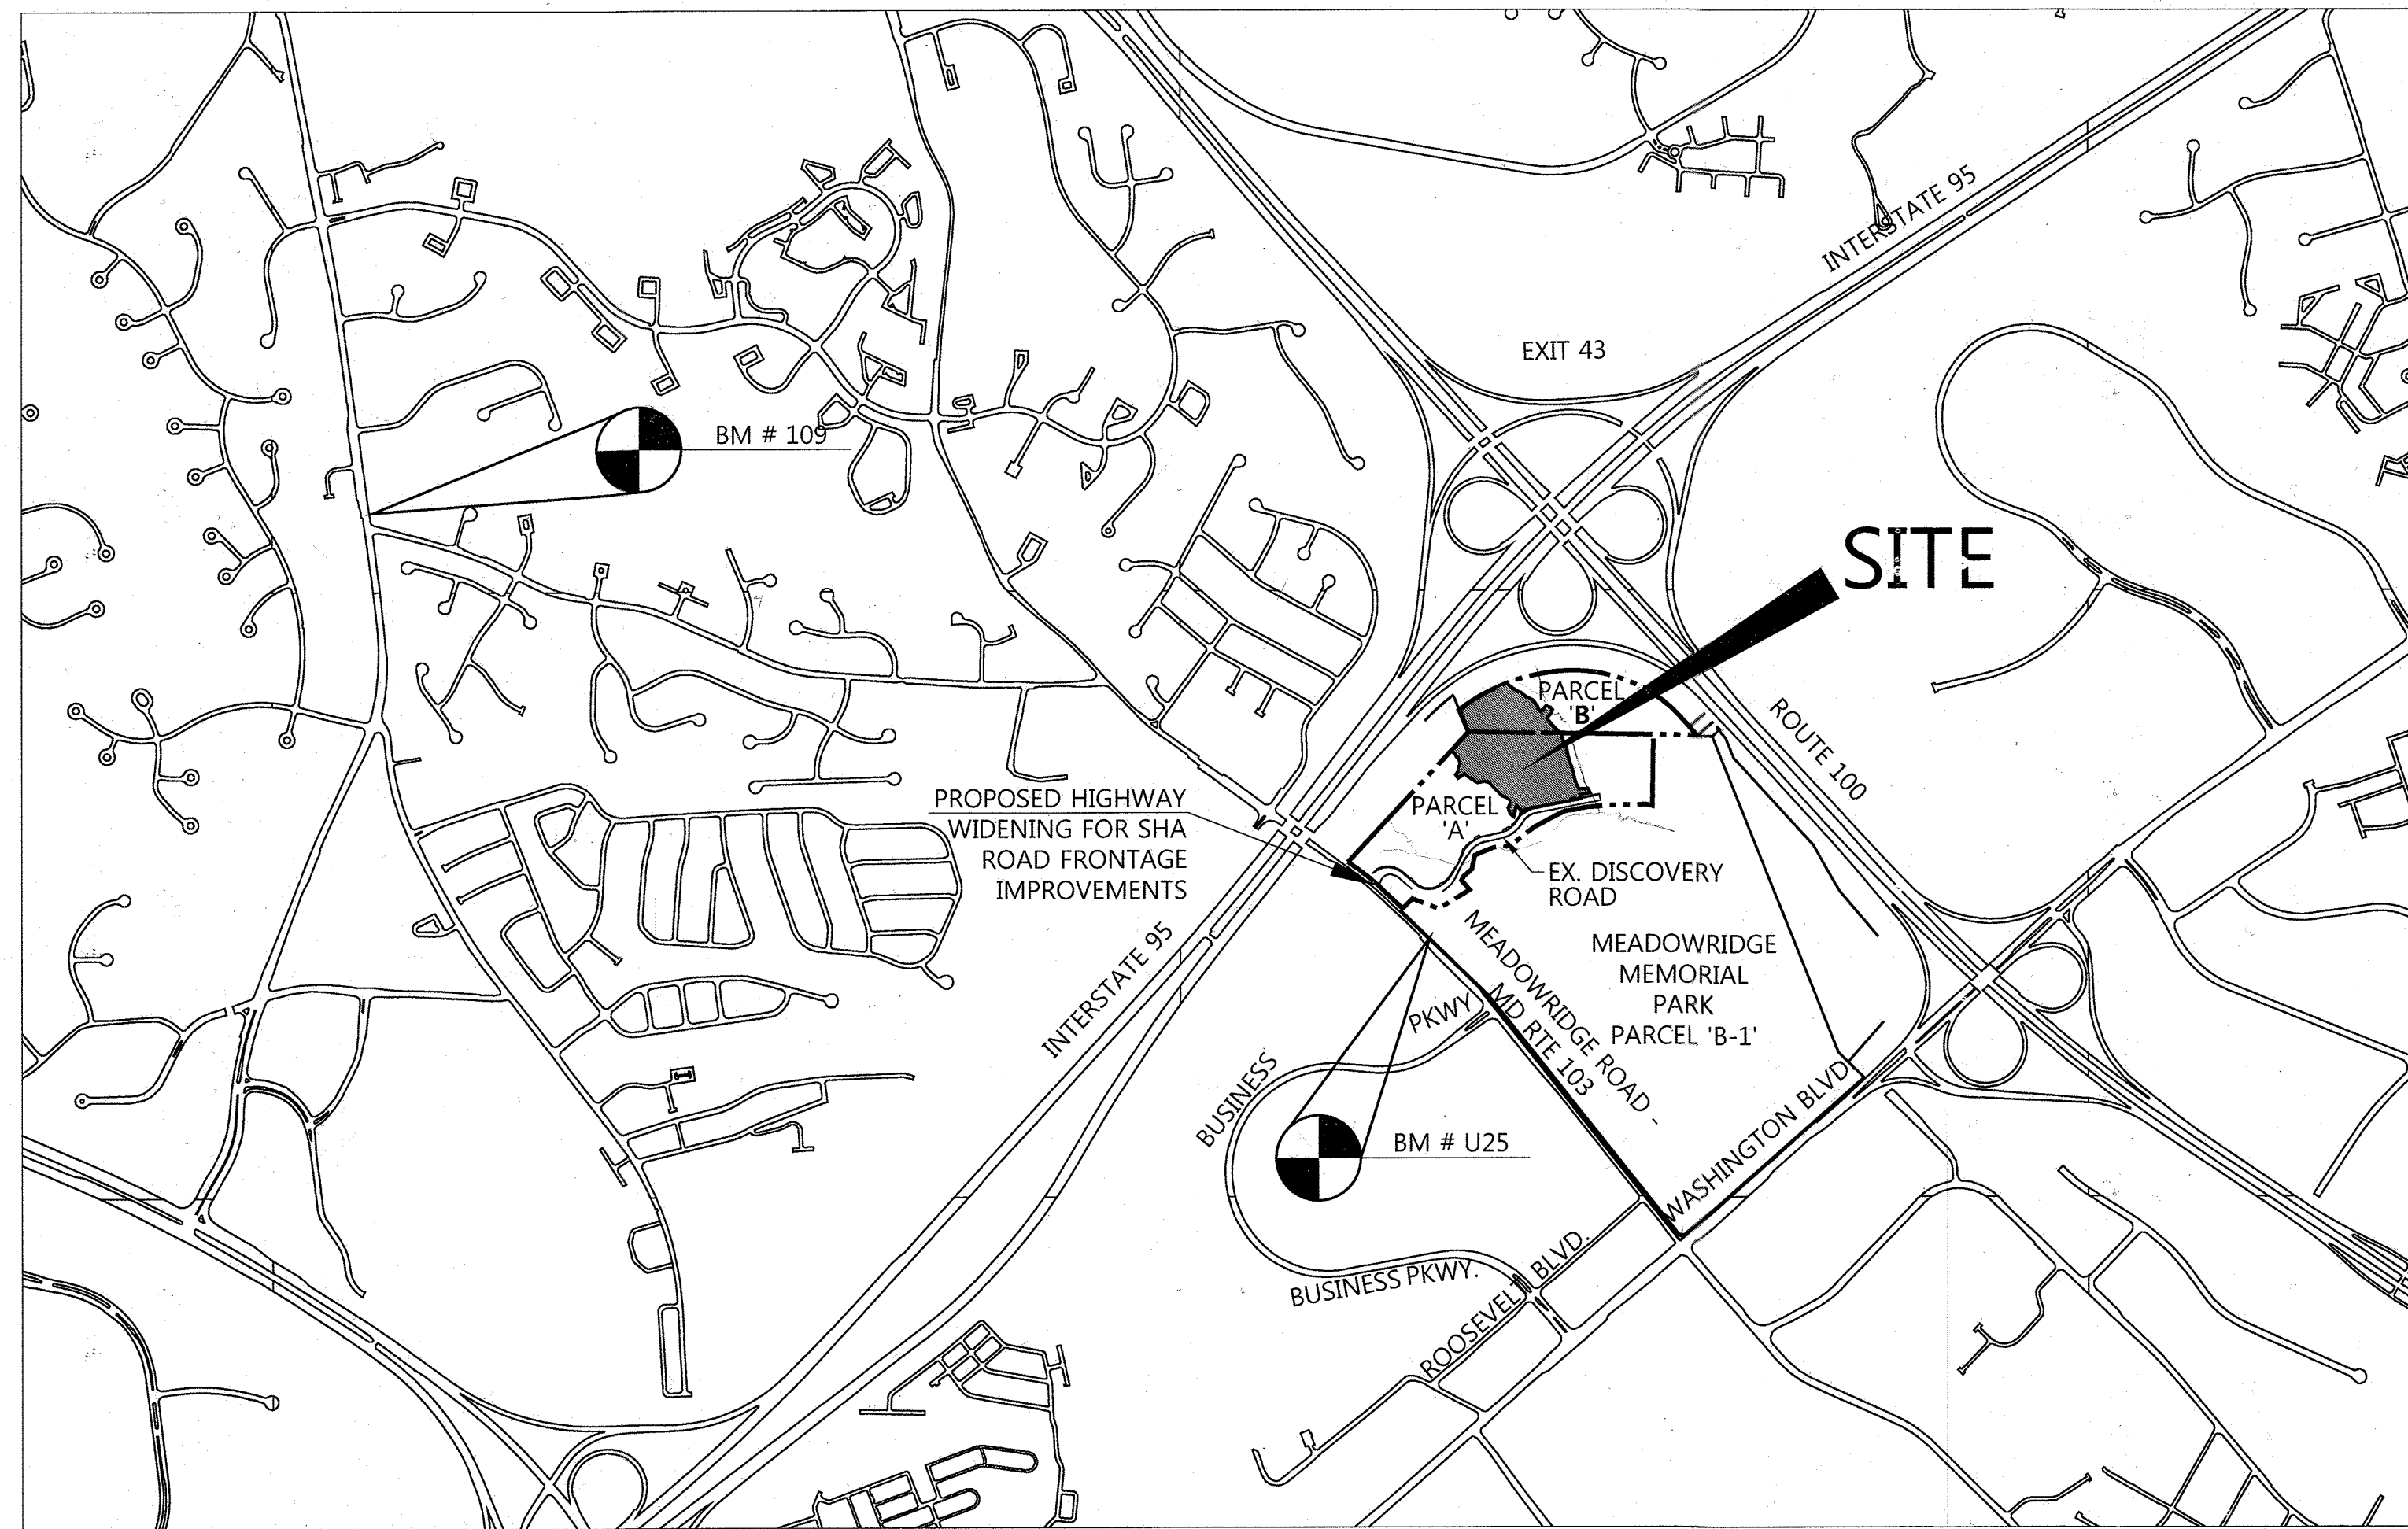 INTERSTATE 95
EXIT 43
BM # 109
SITE
PARCEL
'B'
ROUTE 100
PROPOSED HIGHWAY
WIDENING FOR SHA
ROAD FRONTAGE
IMPROVEMENTS
PARCEL
'A'
EX. DISCOVERY
ROAD
INTERSTATE 95
MEADOWRIDGE ROAD -
MD RTE 103
MEADOWRIDGE
MEMORIAL
PARK
PARCEL 'B-1'
BUSINESS
PKWY
BM # U25
WASHINGTON BLVD
BUSINESS PKWY.
ROOSEVELT BLVD.